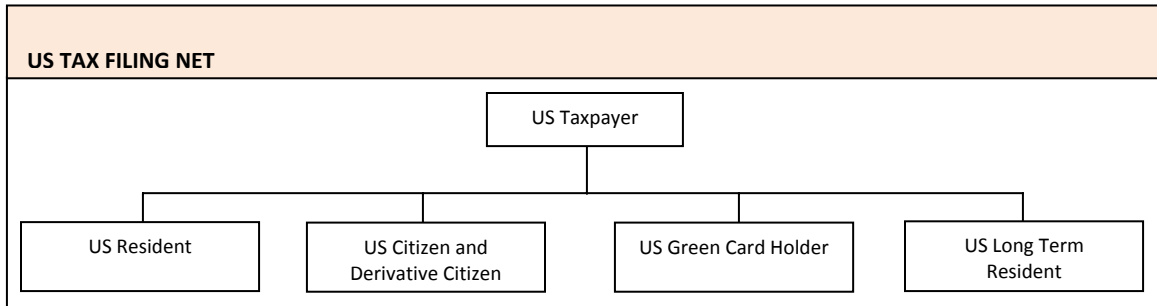 US TAX FILING NET
US Taxpayer
US Resident
US Citizen and
Derivative Citizen
US Green Card Holder
US Long Term
Resident